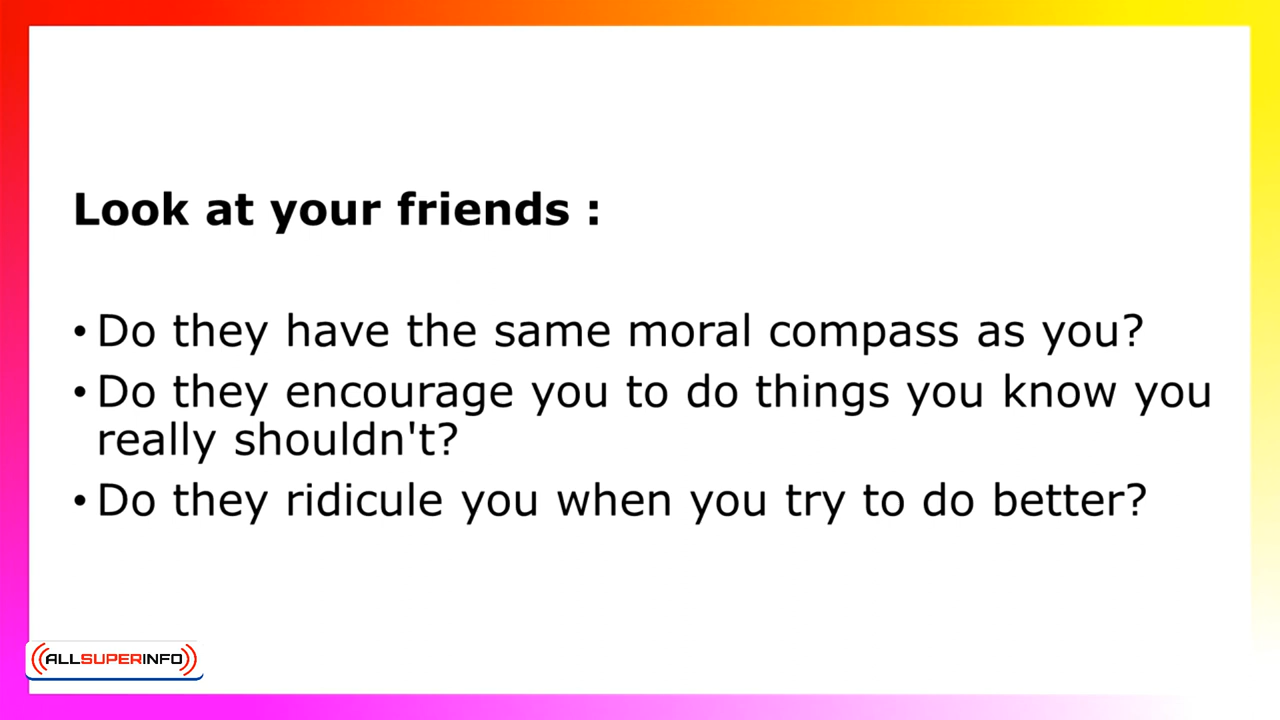 Look at your friends :
• Do they have the same moral compass as you?
• Do they encourage you to do things you know you
really shouldn't?
• Do they ridicule you when you try to do better?
ALLSUPERINFO